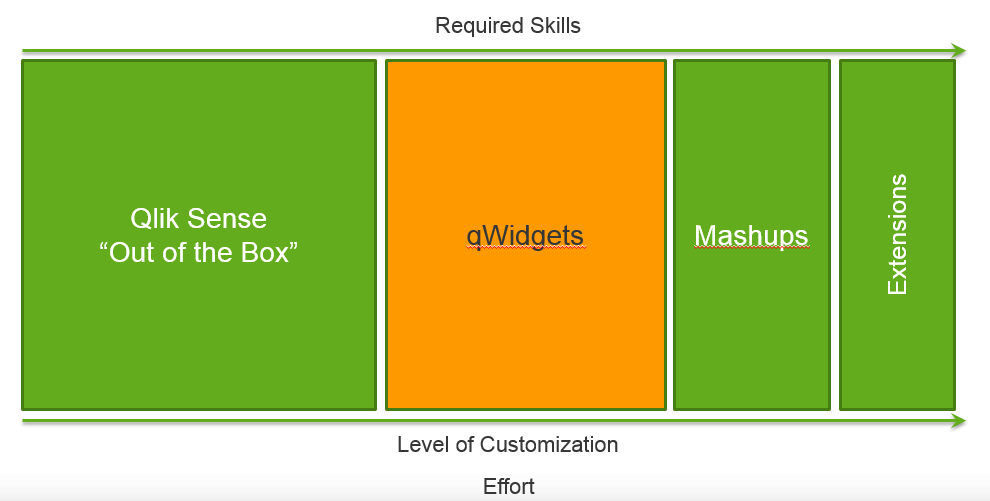 Required Skills
Qlik Sense
“Out of the Box”
qWidgets
Mashups
Extensions
Level of Customization
Effort